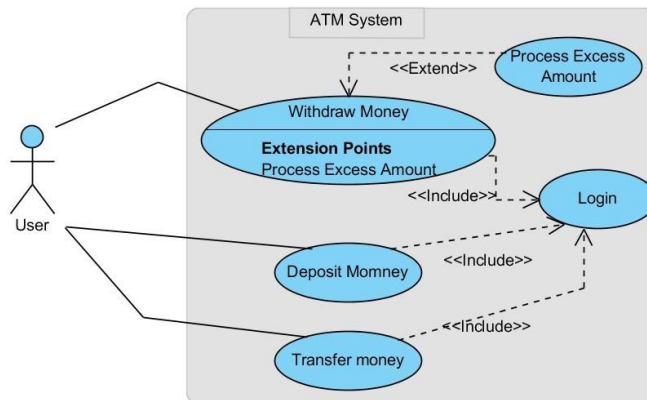 ATM System
Process Excess
Amount
<<Extend>>
Withdraw Money
Extension Points
Process Excess Amount
<<Include>>
Login
User
Deposit Momney
<<Include>>
<<Include>>
Transfer money